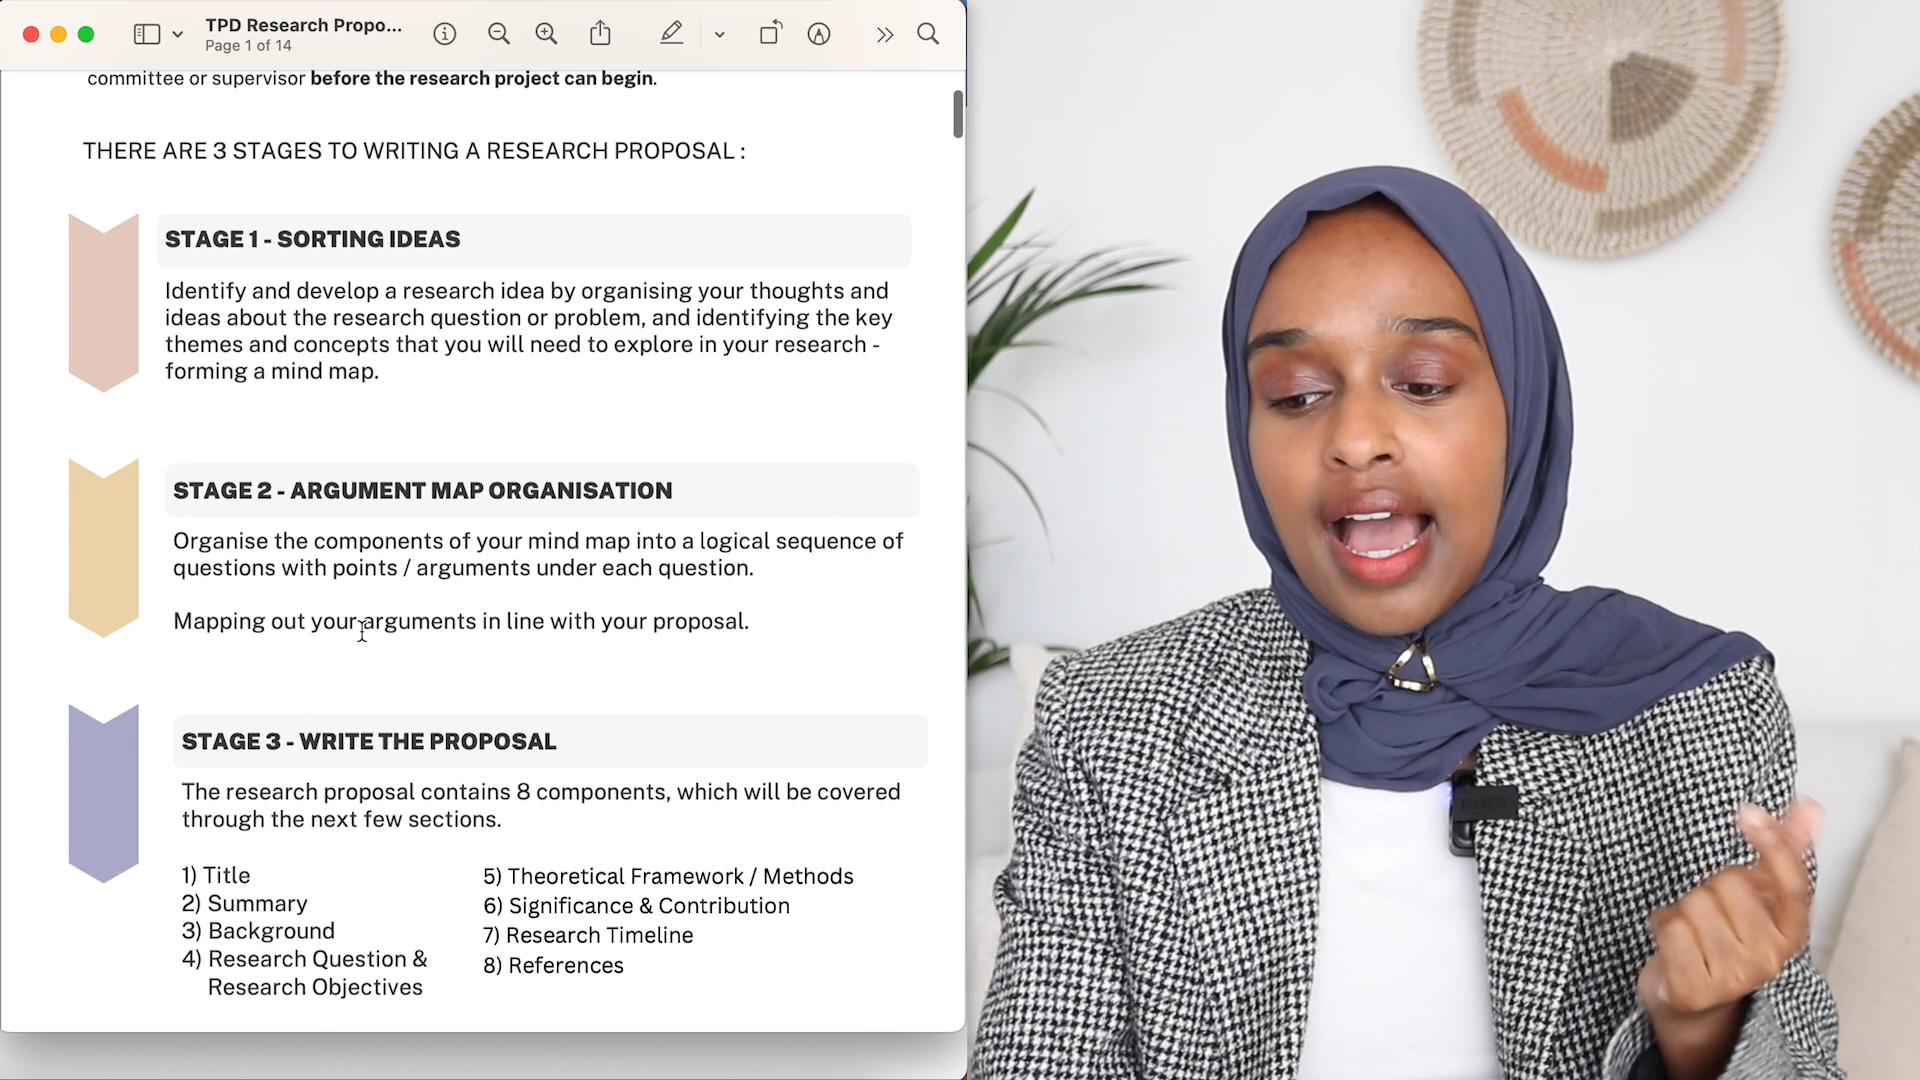 TPD Research Propo...
Page 1 of 14
committee or supervisor before the research project can begin.
THERE ARE 3 STAGES TO WRITING A RESEARCH PROPOSAL :
STAGE 1 - SORTING IDEAS
Identify and develop a research idea by organising your thoughts and
ideas about the research question or problem, and identifying the key
themes and concepts that you will need to explore in your research -
forming a mind map.
STAGE 2 - ARGUMENT MAP ORGANISATION
Organise the components of your mind map into a logical sequence of
questions with points / arguments under each question.
Mapping out your arguments in line with your proposal.
STAGE 3 - WRITE THE PROPOSAL
The research proposal contains 8 components, which will be covered
through the next few sections.
1) Title
2) Summary
3) Background
4) Research Question &
Research Objectives
5) Theoretical Framework / Methods
6) Significance & Contribution
7) Research Timeline
8) References